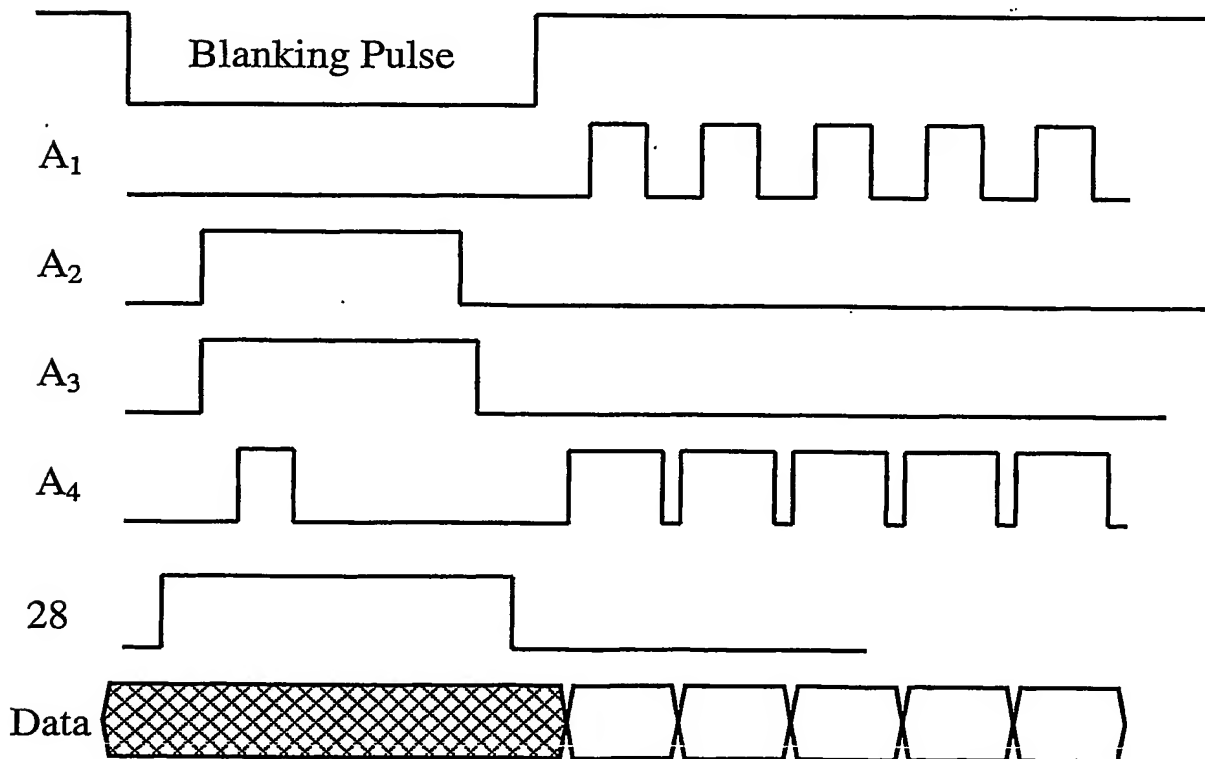 Blanking Pulse
A₁
A₂
A₃
A₄
28
Data